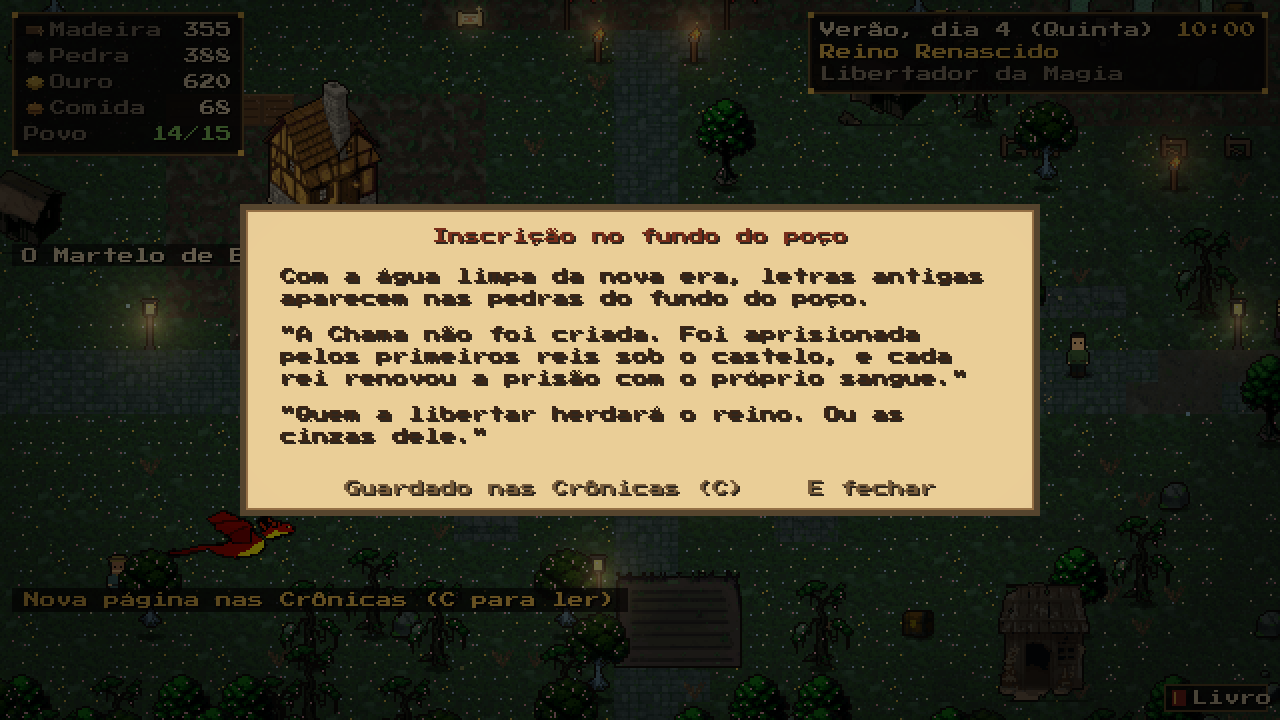 Madeira 355
Pedra 388
Ouro 620
Comida 68
Povo 14/15
Verão, dia 4 (Quinta) 10:00
Reino Renascido
Libertador da Magia
O Martelo de
Inscrição no fundo do poço
Com a água limpa da nova era, letras antigas
aparecem nas pedras do fundo do poço.
"A Chama não foi criada. Foi aprisionada
pelos primeiros reis sob o castelo, e cada
rei renovou a prisão com o próprio sangue."
"Quem a libertar herdará o reino. Ou as
cinzas dele."
Guardado nas Crônicas (C) E fechar
Nova página nas Crônicas (C para ler)
Livro